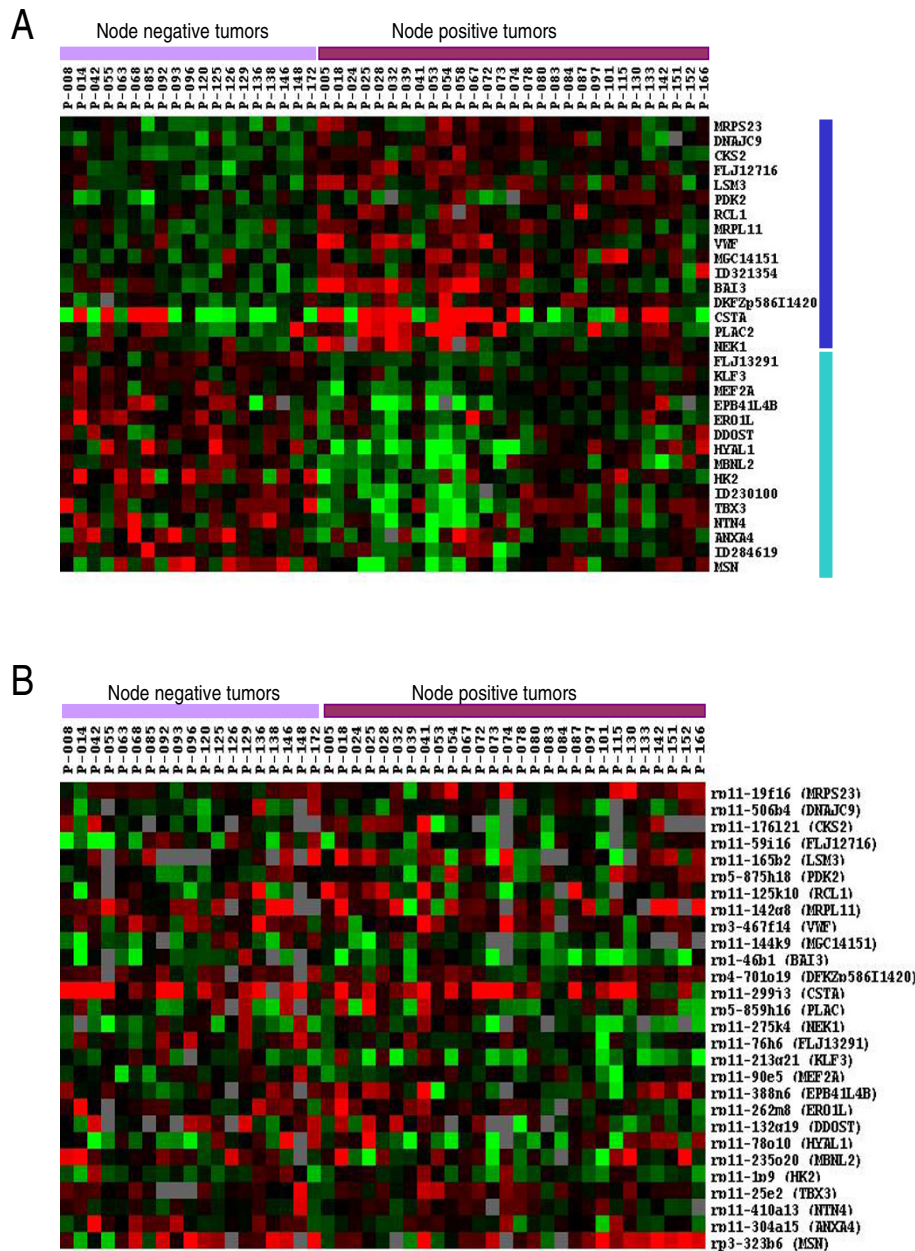 A
Node negative tumors Node positive tumors
P-008 P-014 P-042 P-055 P-063 P-068 P-085 P-092 P-093 P-096 P-120 P-125 P-126 P-129 P-136 P-138 P-146 P-148 P-172 P-005 P-018 P-024 P-025 P-028 P-032 P-039 P-041 P-053 P-054 P-058 P-067 P-072 P-073 P-074 P-078 P-080 P-083 P-084 P-087 P-097 P-101 P-115 P-130 P-133 P-142 P-151 P-152 P-166
MRPS23
DNAJC9
CKS2
FLJ12716
LSM3
PDK2
RCL1
MRPL11
VWF
MGC14151
ID321354
BAI3
DKFZp586I1420
CSTA
PLAC2
NEK1
FLJ13291
KLF3
MEF2A
EPB41L4B
ERO1L
DDOST
HYAL1
MBNL2
HK2
ID230100
TBX3
NTN4
ANXA4
ID284619
MSN
B
Node negative tumors Node positive tumors
P-008 P-014 P-042 P-055 P-063 P-068 P-085 P-092 P-093 P-096 P-120 P-125 P-126 P-129 P-136 P-138 P-146 P-148 P-172 P-005 P-018 P-024 P-025 P-028 P-032 P-039 P-041 P-053 P-054 P-067 P-072 P-073 P-074 P-078 P-080 P-083 P-084 P-087 P-097 P-101 P-115 P-130 P-133 P-142 P-151 P-152 P-166
rp11-19f16 (MRPS23)
rp11-506b4 (DNAJC9)
rp11-176l21 (CKS2)
rp11-59i16 (FLJ12716)
rp11-165b2 (LSM3)
rp5-875h18 (PDK2)
rp11-125k10 (RCL1)
rp11-142g8 (MRPL11)
rp3-467f14 (VWF)
rp11-144k9 (MGC14151)
rp1-46b1 (BAI3)
rp4-701o19 (DFKZp586I1420)
rp11-299j3 (CSTA)
rp5-859h16 (PLAC)
rp11-275k4 (NEK1)
rp11-76h6 (FLJ13291)
rp11-213g21 (KLF3)
rp11-90e5 (MEF2A)
rp11-388n6 (EPB41L4B)
rp11-262m8 (ERO1L)
rp11-132g19 (DDOST)
rp11-78o10 (HYAL1)
rp11-235o20 (MBNL2)
rp11-1p9 (HK2)
rp11-25e2 (TBX3)
rp11-410a13 (NTN4)
rp11-304a15 (ANXA4)
rp3-323b6 (MSN)